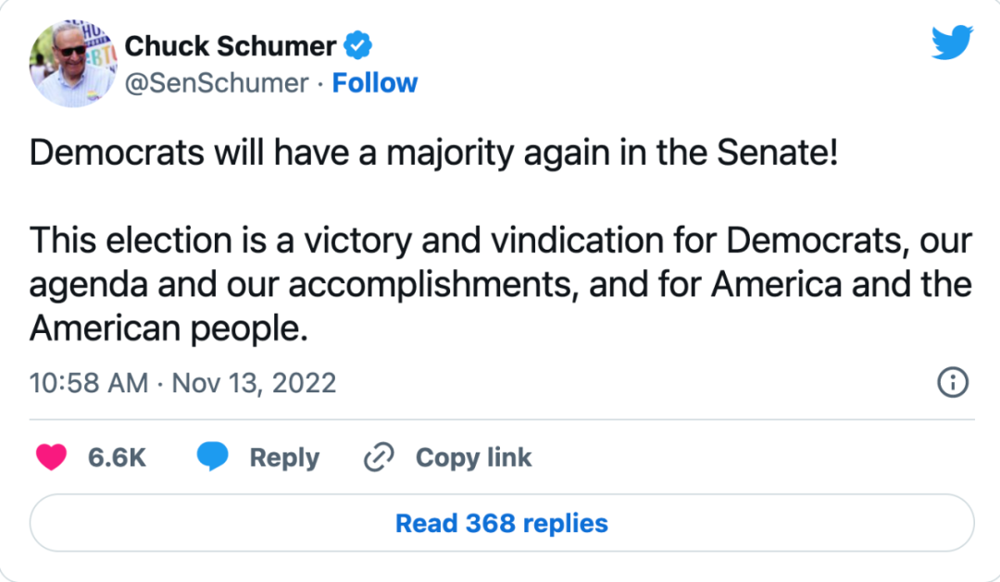 Chuck Schumer
@SenSchumer · Follow
Democrats will have a majority again in the Senate!
This election is a victory and vindication for Democrats, our
agenda and our accomplishments, and for America and the
American people.
10:58 AM · Nov 13, 2022
6.6K Reply Copy link
Read 368 replies